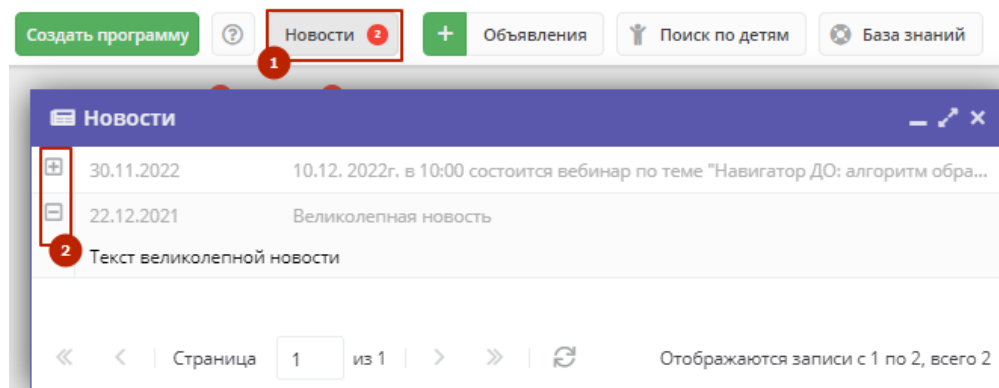 Создать программу ? Новости 2 + Объявления Поиск по детям База знаний
1
Новости
30.11.2022 10.12. 2022г. в 10:00 состоится вебинар по теме "Навигатор ДО: алгоритм обра...
22.12.2021 Великолепная новость
2 Текст великолепной новости
Страница 1 из 1 Отображаются записи с 1 по 2, всего 2